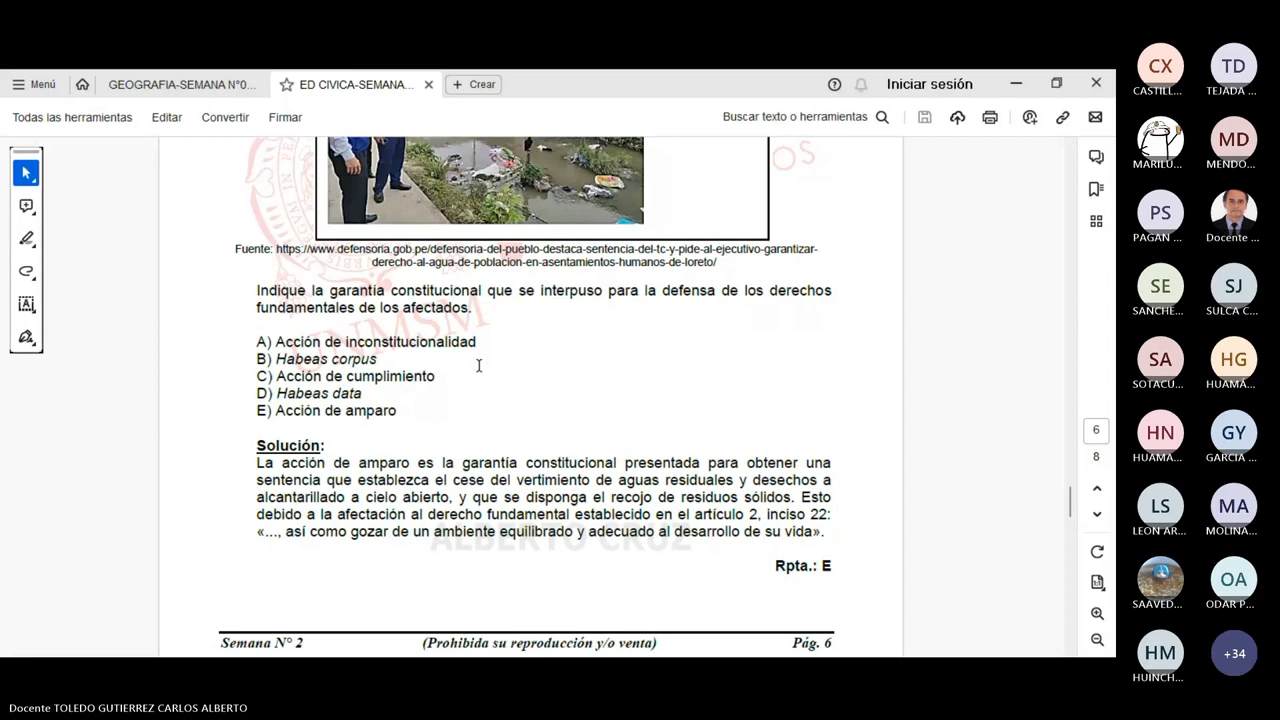 Menú
GEOGRAFIA-SEMANA N°0...
ED CIVICA-SEMANA...
Crear
Iniciar sesión
Todas las herramientas
Editar
Convertir
Firmar
Buscar texto o herramientas
Fuente: https://www.defensoria.gob.pe/defensoria-del-pueblo-destaca-sentencia-del-tc-y-pide-al-ejecutivo-garantizar-
derecho-al-agua-de-poblacion-en-asentamientos-humanos-de-loreto/
Indique la garantía constitucional que se interpuso para la defensa de los derechos
fundamentales de los afectados.
UNMSM
A) Acción de inconstitucionalidad
B) Habeas corpus
C) Acción de cumplimiento
D) Habeas data
E) Acción de amparo
Solución:
La acción de amparo es la garantía constitucional presentada para obtener una
sentencia que establezca el cese del vertimiento de aguas residuales y desechos a
alcantarillado a cielo abierto, y que se disponga el recojo de residuos sólidos. Esto
debido a la afectación al derecho fundamental establecido en el artículo 2, inciso 22:
«..., así como gozar de un ambiente equilibrado y adecuado al desarrollo de su vida».
ALBERTO CRUZ
Rpta.: E
Semana N° 2 (Prohibida su reproducción y/o venta) Pág. 6
6
8
CX
CASTILL...
TD
TEJADA ...
MARILÚ...
MD
MENDO...
PS
PAGAN ...
Docente ...
SE
SANCHE...
SJ
SULCA C...
SA
SOTACU...
HG
HUAMÁ...
HN
HUAMA...
GY
GARCIA ...
LS
LEON AR...
MA
MOLINA...
SAAVED...
OA
ODAR P...
HM
HUINCH...
+34
Docente TOLEDO GUTIERREZ CARLOS ALBERTO